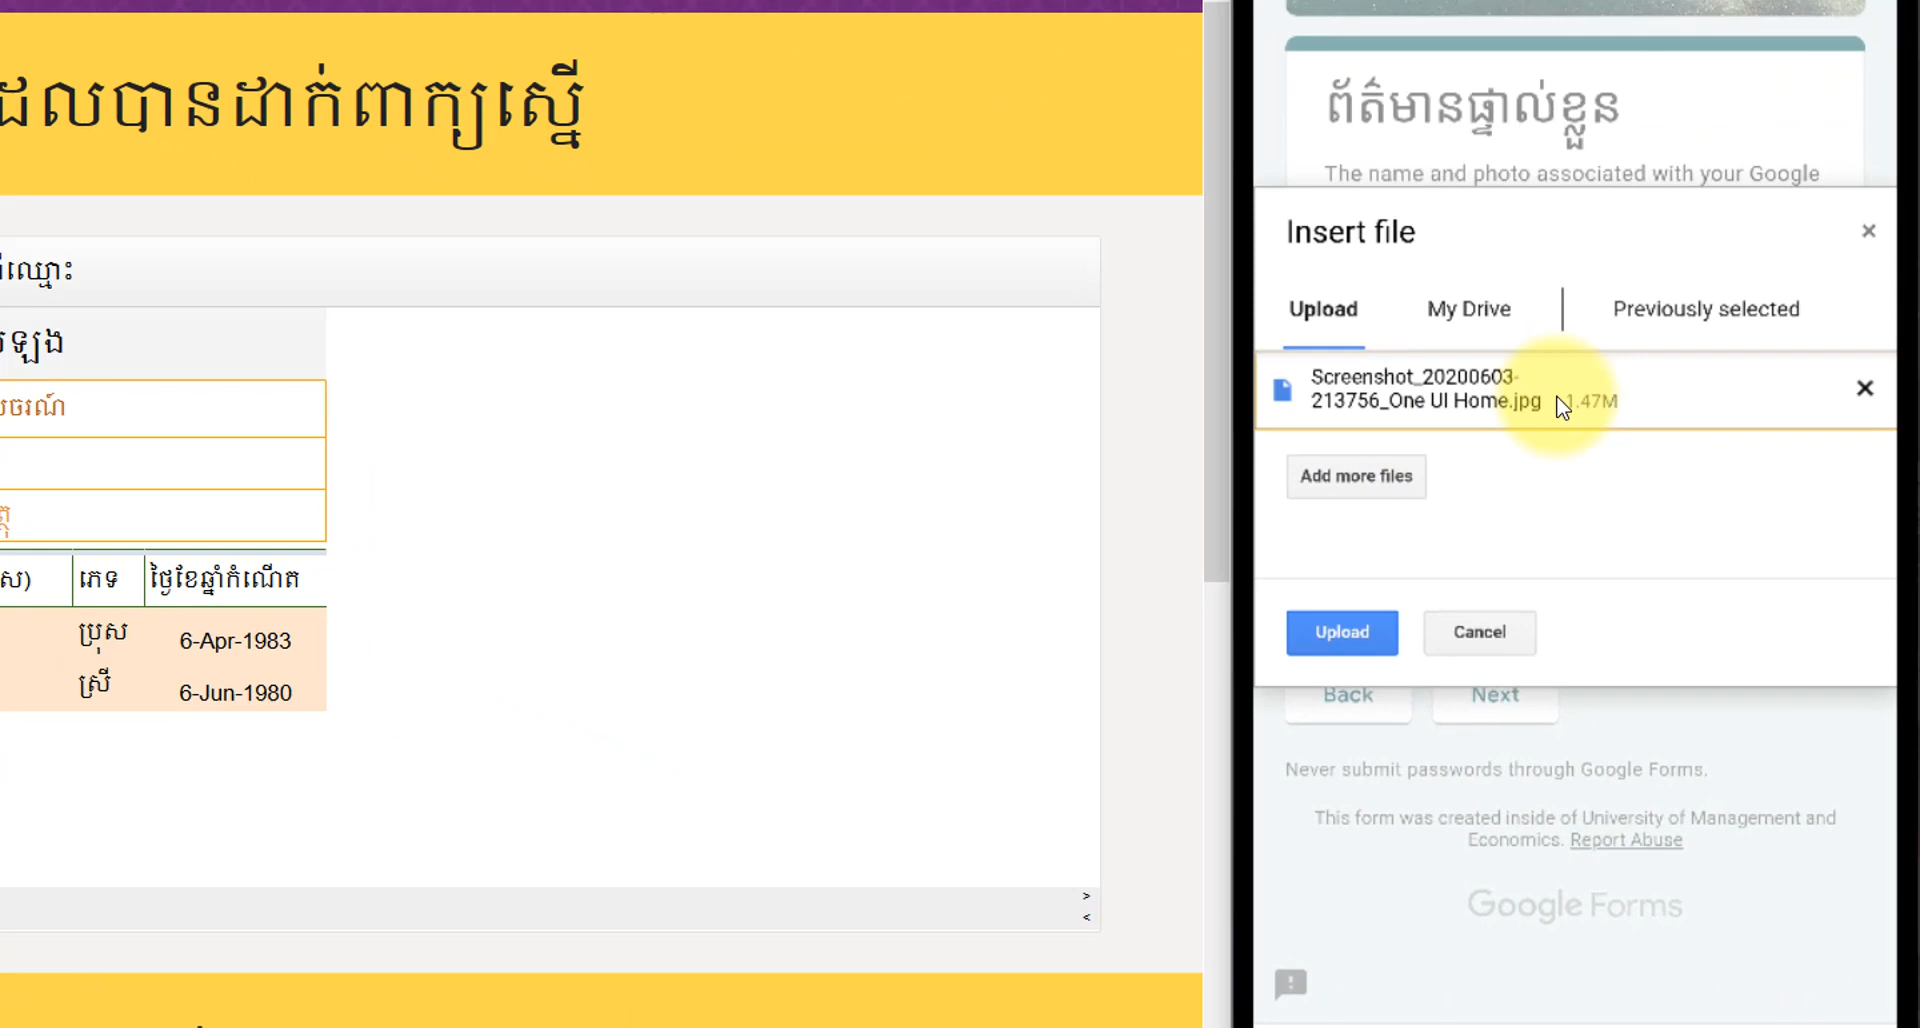 ដែលបានដាក់ពាក្យស្នើ
ឈ្មោះ
ឡេង
ភេទ
ថ្ងៃខែឆ្នាំកំណើត
ប្រុស
6-Apr-1983
ស្រី
6-Jun-1980
>
<
ព័ត៌មានផ្ទាល់ខ្លួន
The name and photo associated with your Google
Insert file
×
Upload
My Drive
Previously selected
Screenshot_20200603-
213756_One UI Home.jpg 1.47M
Add more files
Upload
Cancel
Back
Next
Never submit passwords through Google Forms.
This form was created inside of University of Management and
Economics. Report Abuse
Google Forms